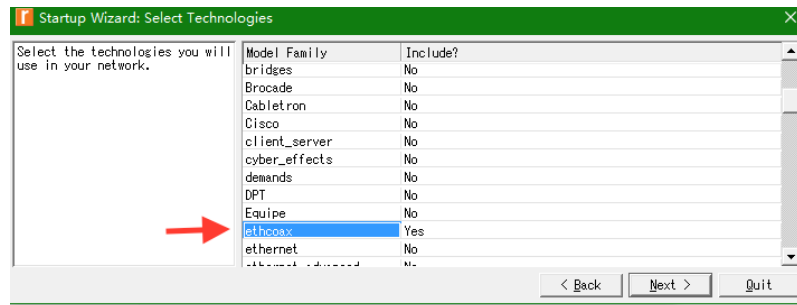 Startup Wizard: Select Technologies
Select the technologies you will
use in your network.
Model Family Include?
bridges No
Brocade No
Cabletron No
Cisco No
client_server No
cyber_effects No
demands No
DPT No
Equipe No
ethcoax Yes
ethernet No
< Back Next > Quit